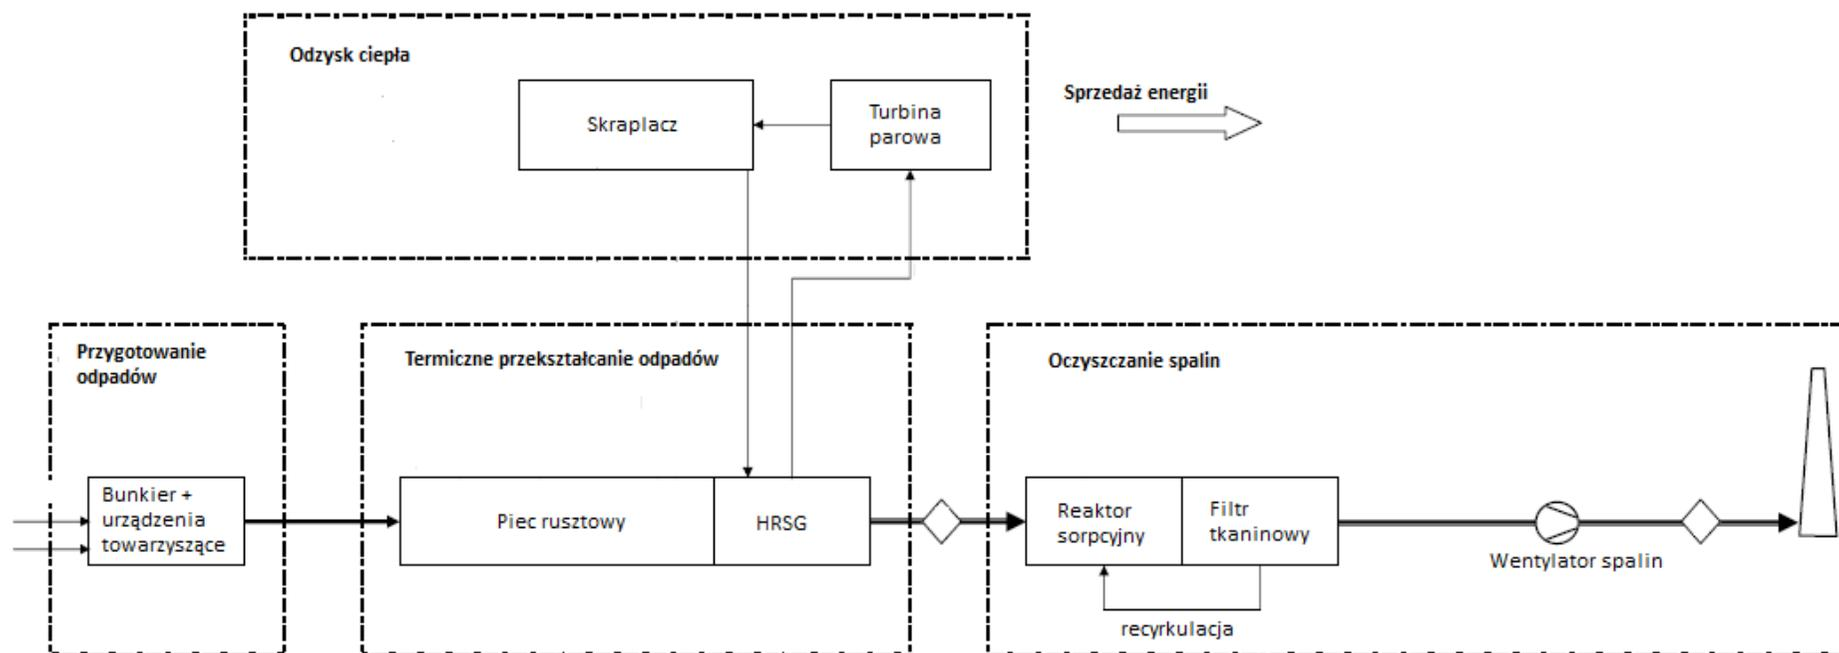 Odzysk ciepła
Skraplacz
Turbina
parowa
Sprzedaż energii
Przygotowanie
odpadów
Termiczne przekształcanie odpadów
Oczyszczanie spalin
Bunkier +
urządzenia
towarzyszące
Piec rusztowy
HRSG
Reaktor
sorpcyjny
Filtr
tkaninowy
Wentylator spalin
recyrkulacja